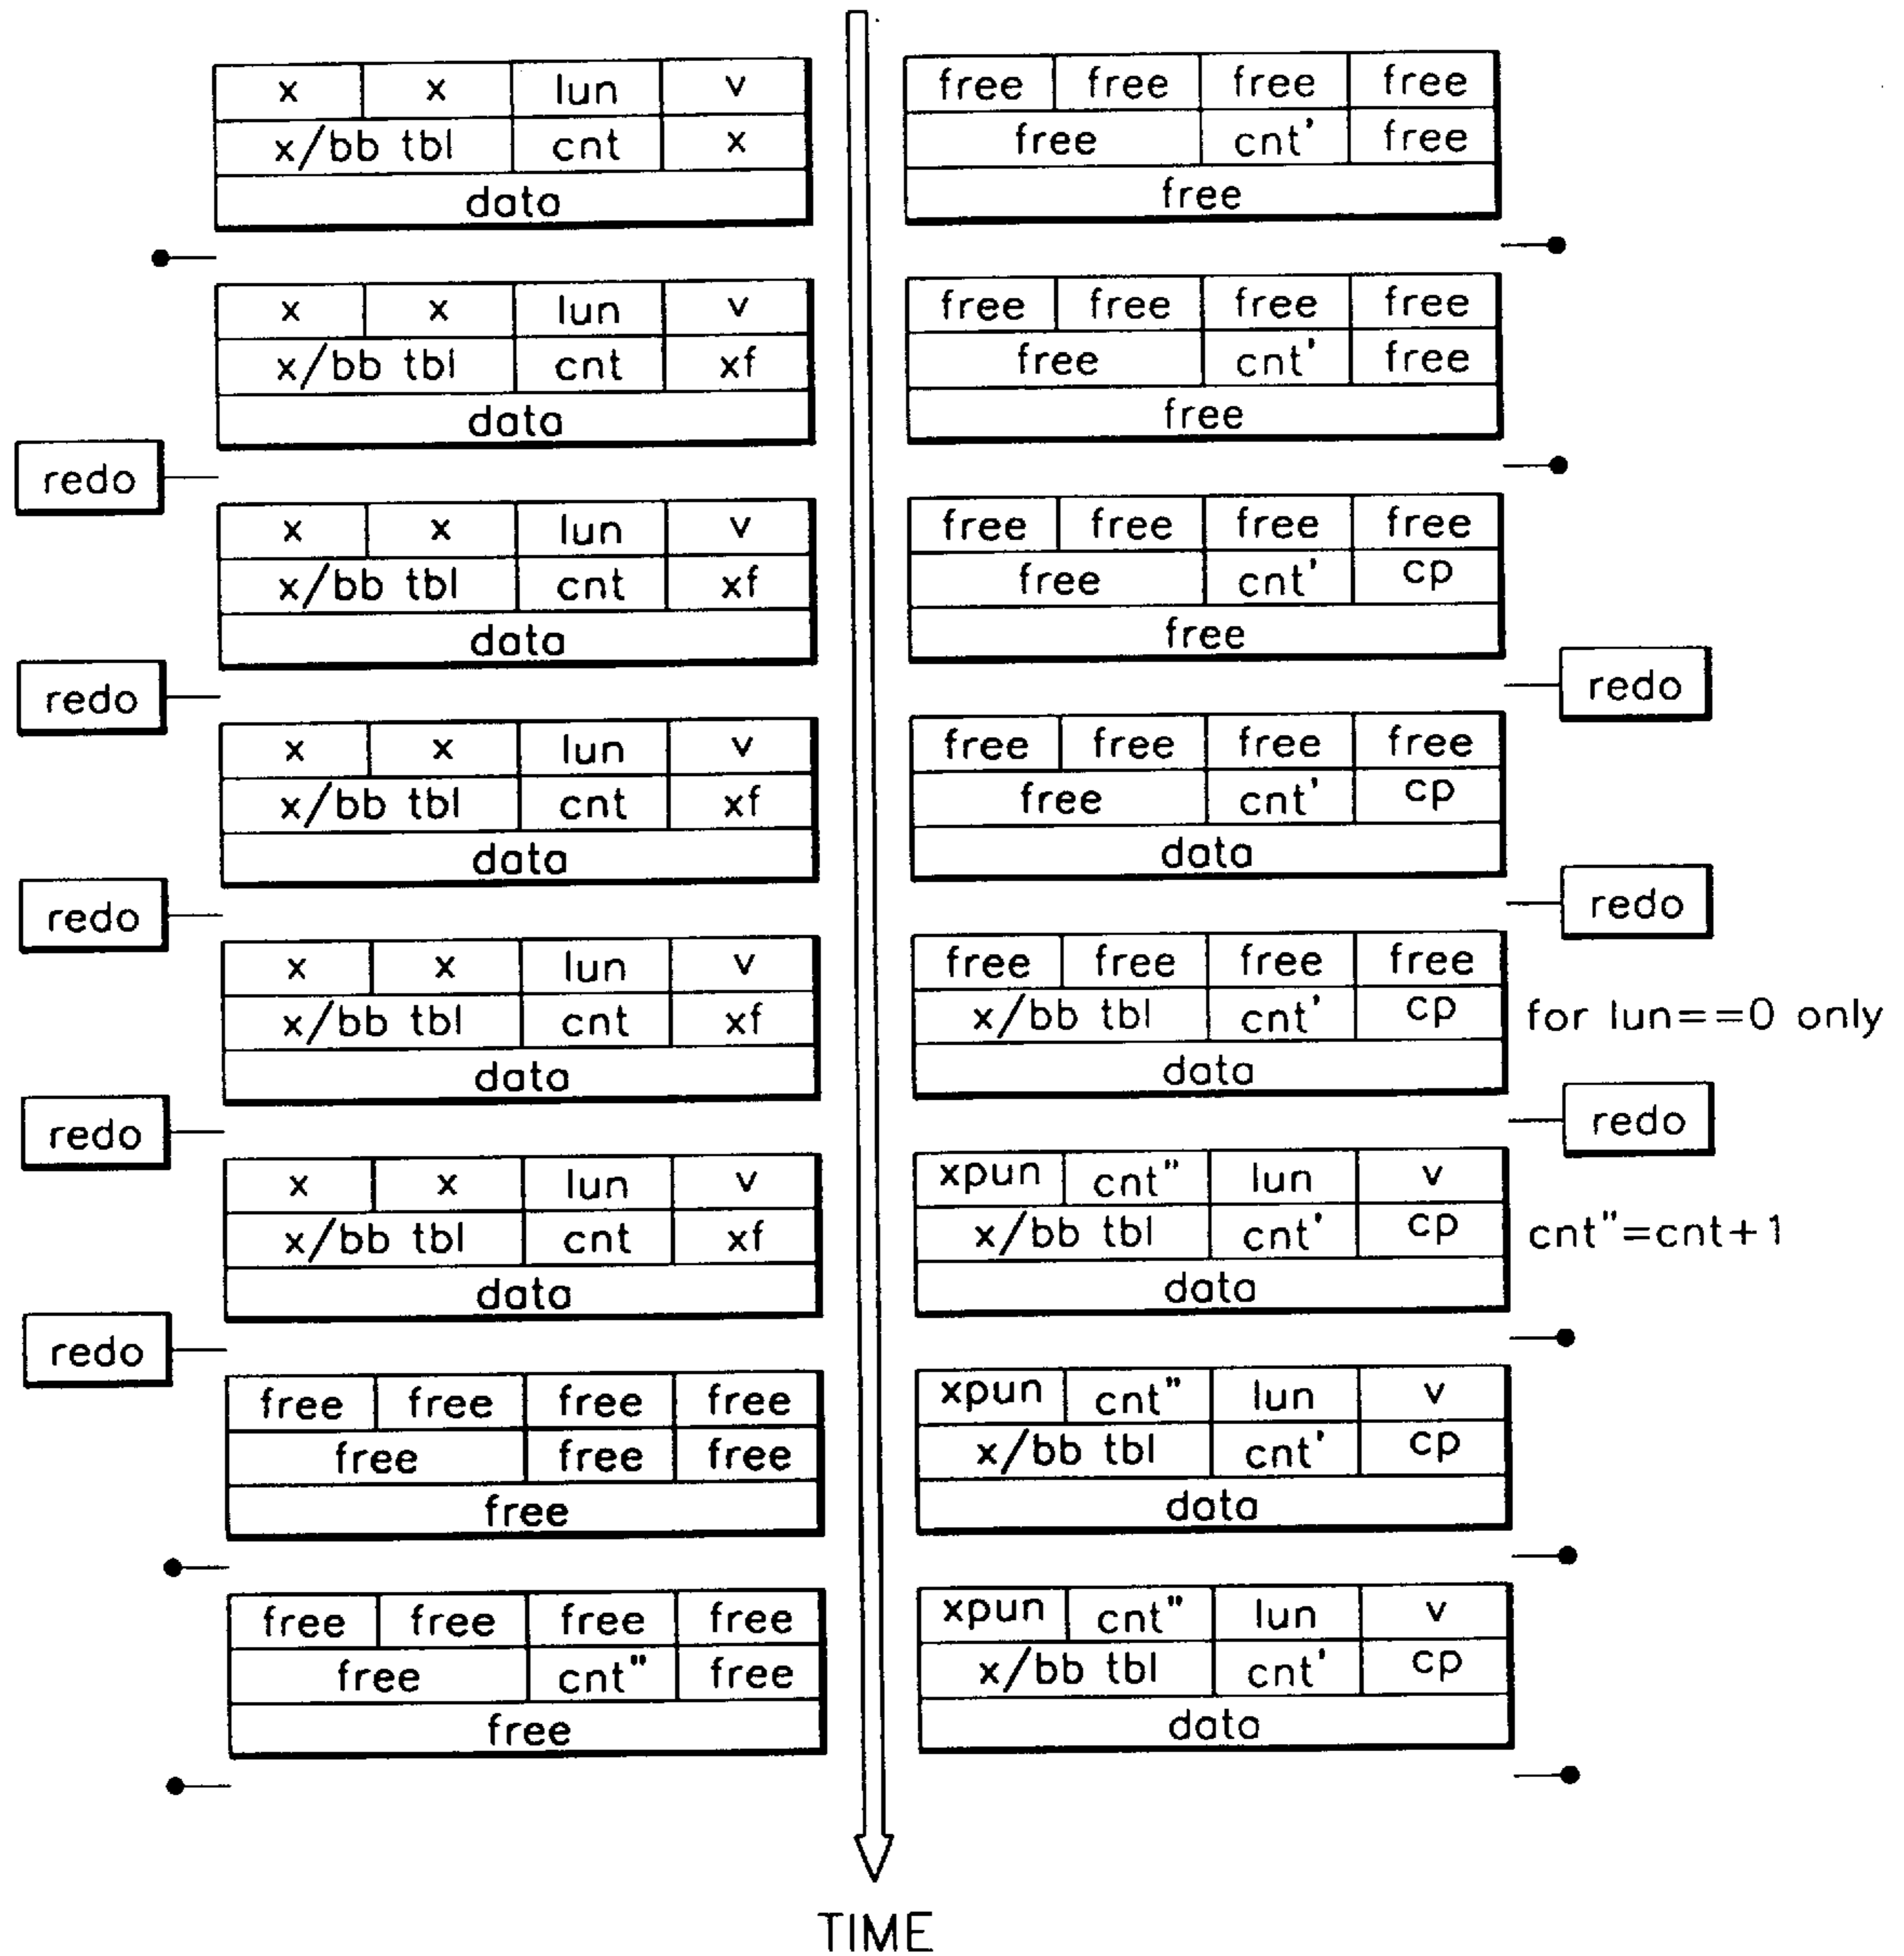 x x lun v
x/bb tbl cnt x
data
free free free free
free cnt' free
free
x x lun v
x/bb tbl cnt xf
data
free free free free
free cnt' free
free
redo
x x lun v
x/bb tbl cnt xf
data
free free free free
free cnt' cp
free
redo
redo
x x lun v
x/bb tbl cnt xf
data
free free free free
free cnt' cp
data
redo
redo
x x lun v
x/bb tbl cnt xf
data
free free free free
x/bb tbl cnt' cp
data
for lun==0 only
redo
redo
x x lun v
x/bb tbl cnt xf
data
xpun cnt" lun v
x/bb tbl cnt' cp
data
cnt"=cnt+1
redo
free free free free
free free free
free
xpun cnt" lun v
x/bb tbl cnt' cp
data
free free free free
free cnt" free
free
xpun cnt" lun v
x/bb tbl cnt' cp
data
TIME